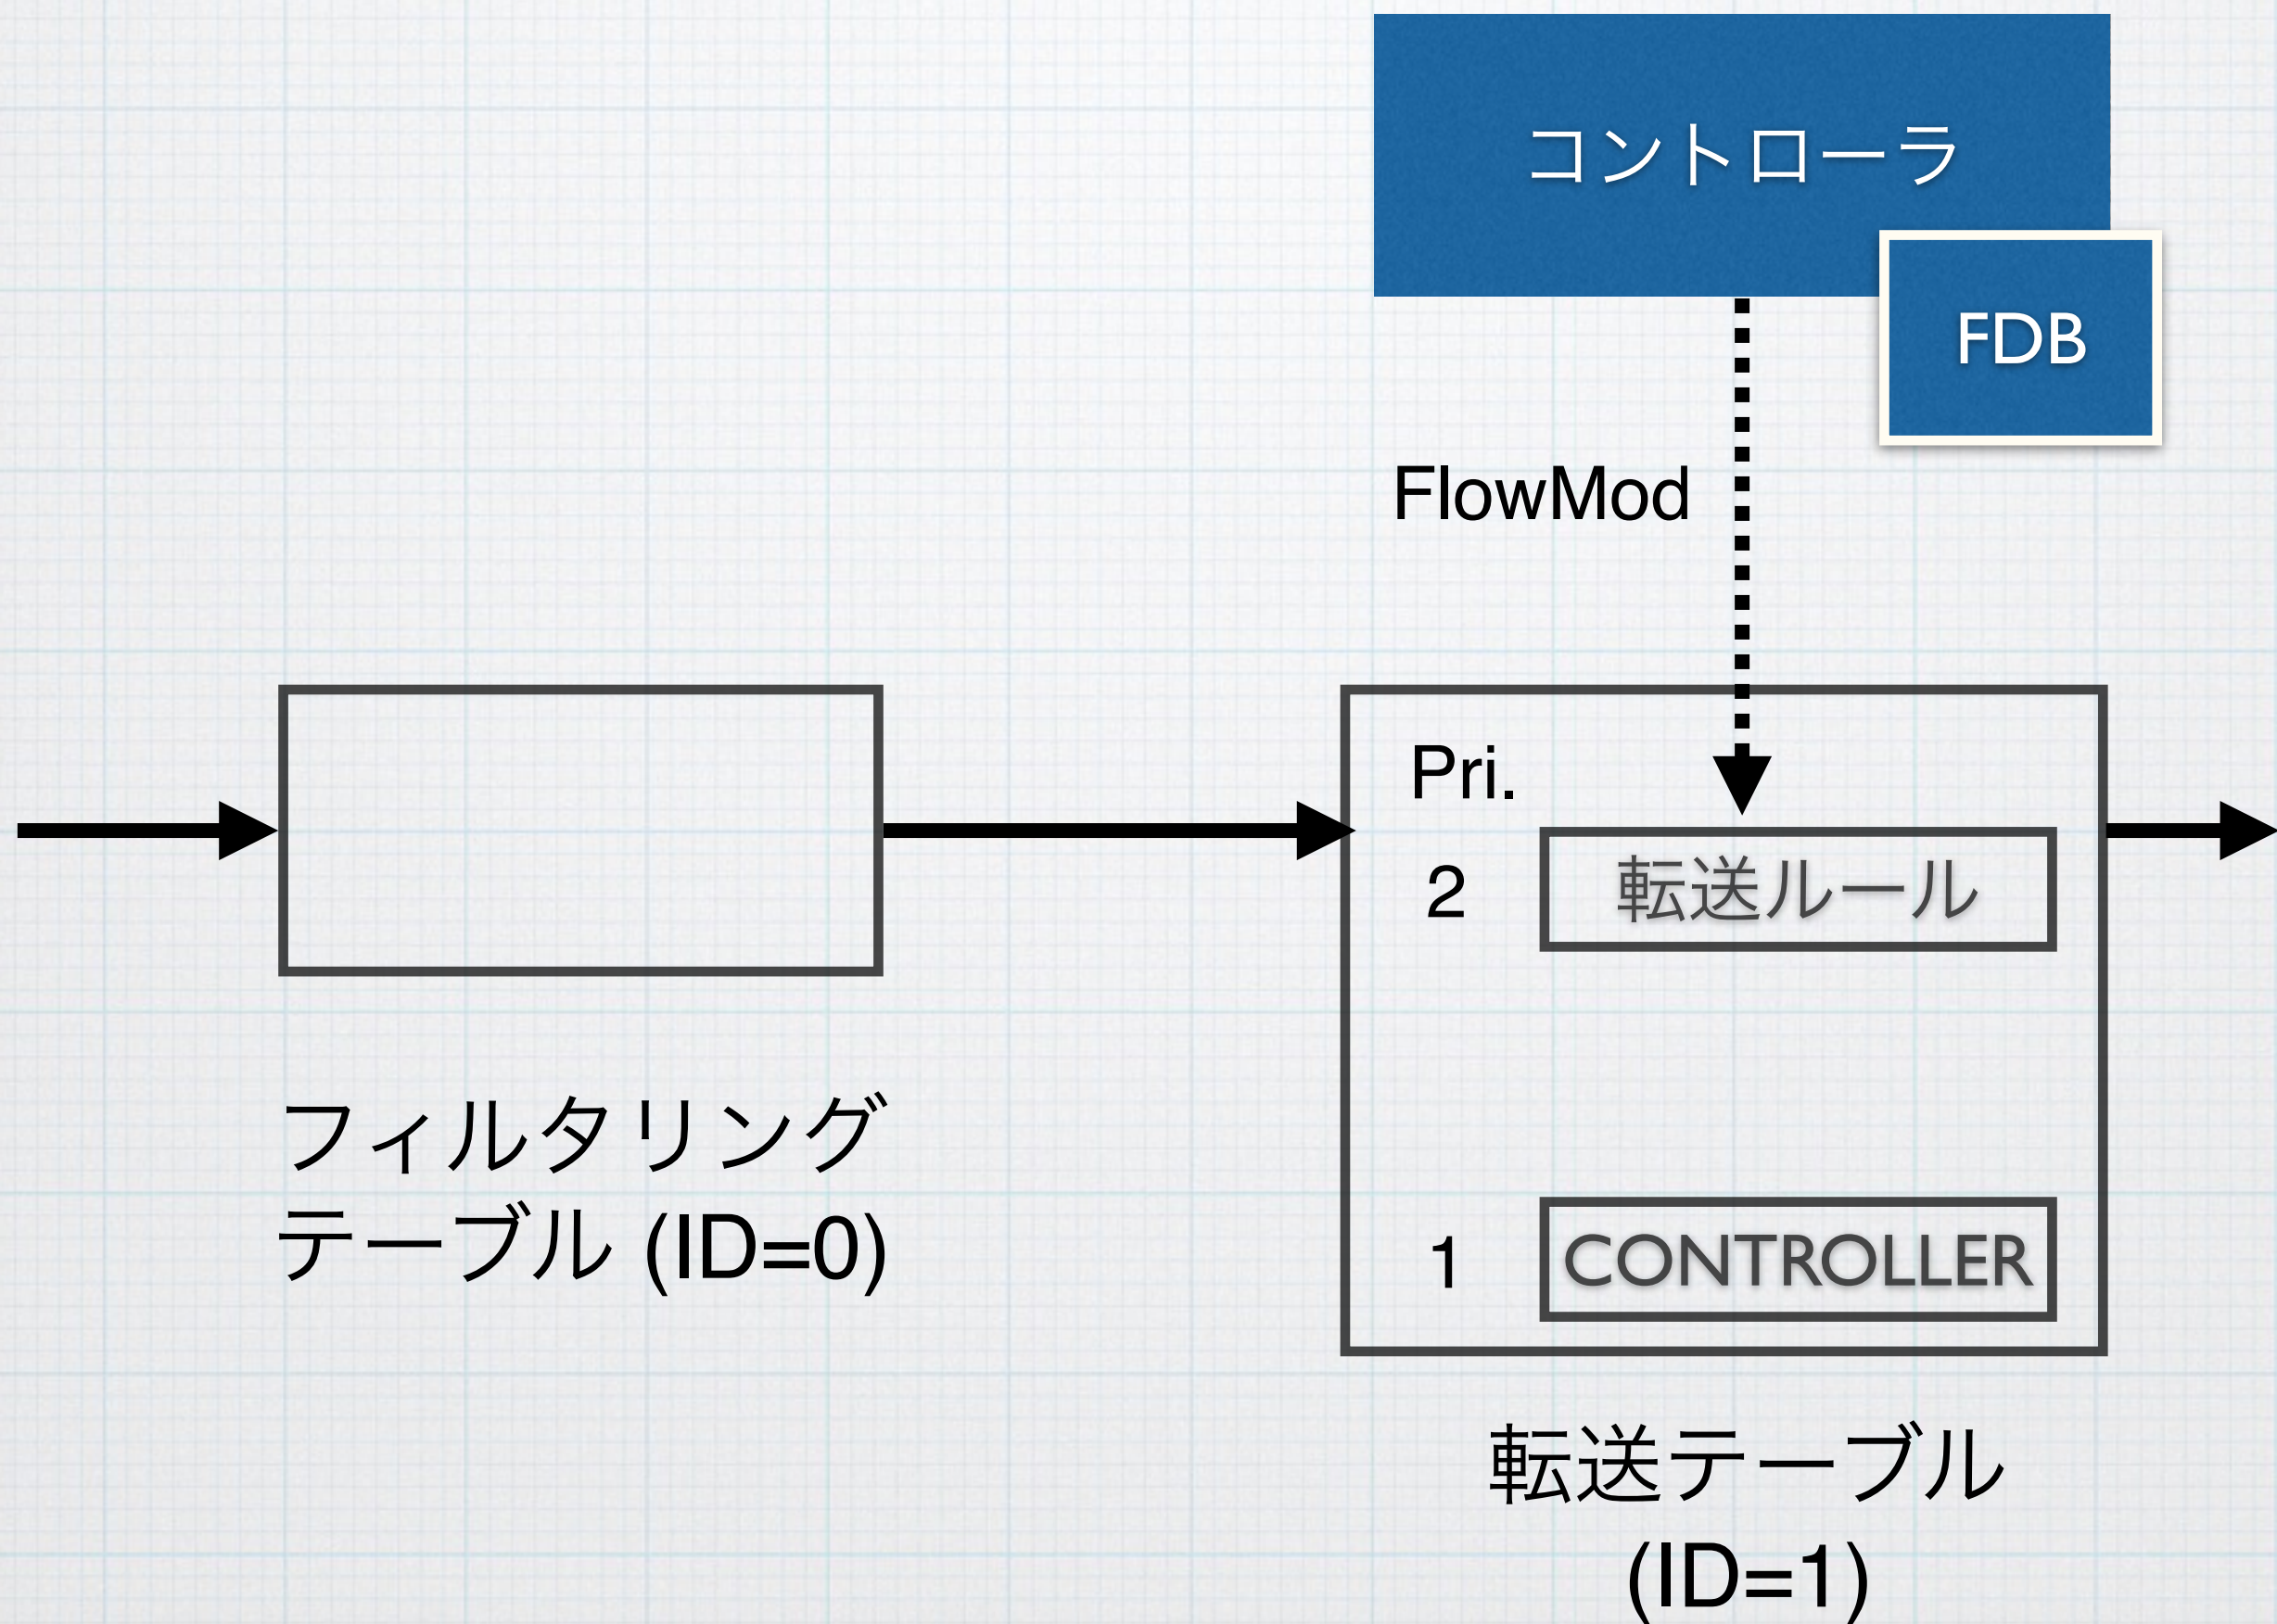 コントローラ
FDB
FlowMod
Pri.
2 転送ルール
1 CONTROLLER
フィルタリング
テーブル (ID=0)
転送テーブル
(ID=1)